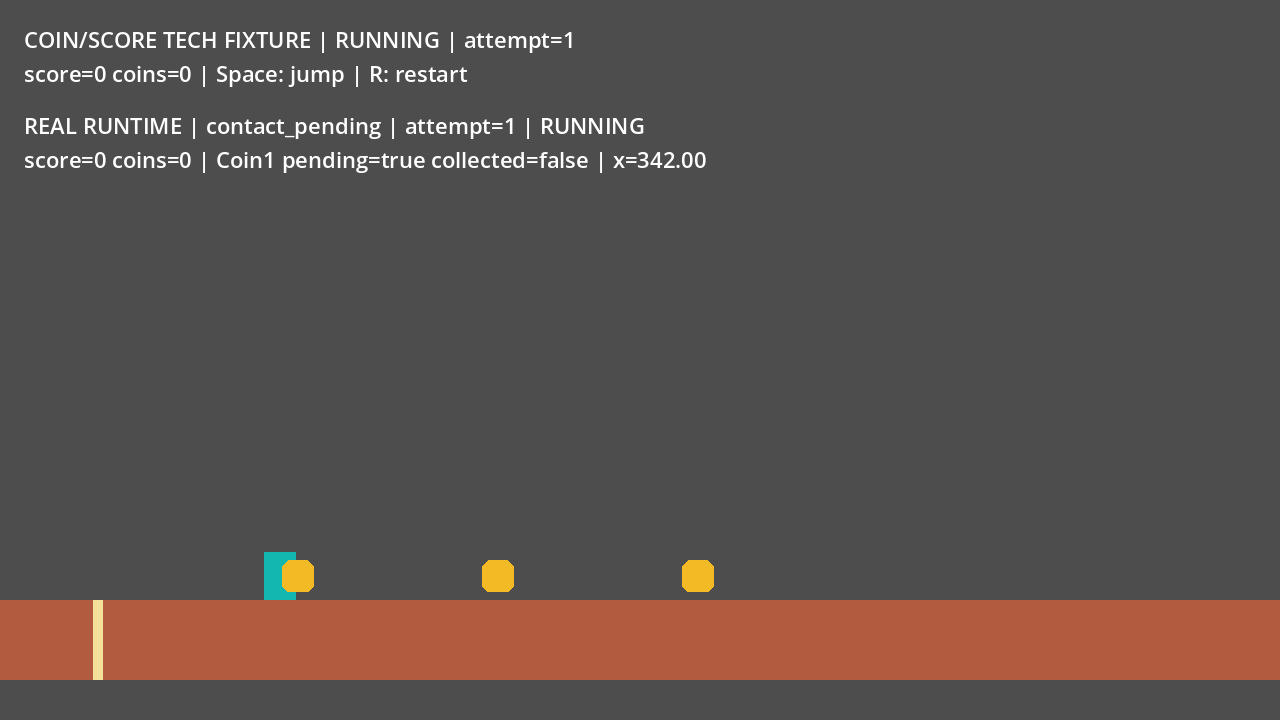 COIN/SCORE TECH FIXTURE | RUNNING | attempt=1
score=0 coins=0 | Space: jump | R: restart
REAL RUNTIME | contact_pending | attempt=1 | RUNNING
score=0 coins=0 | Coin1 pending=true collected=false | x=342.00